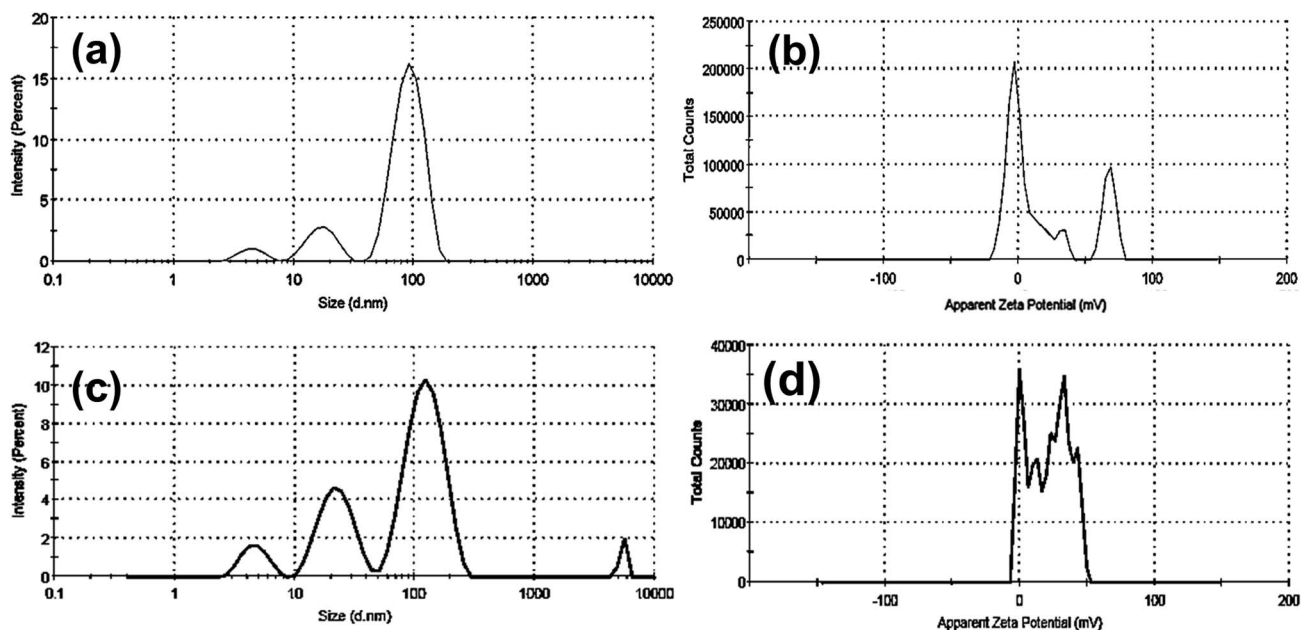 (a)
Intensity (Percent)
20
15
10
5
0
0.1 1 10 100 1000 10000
Size (d.nm)
(b)
Total Counts
250000
200000
150000
100000
50000
0
-100 0 100 200
Apparent Zeta Potential (mV)
(c)
Intensity (Percent)
12
10
8
6
4
2
0
0.1 1 10 100 1000 10000
Size (d.nm)
(d)
Total Counts
40000
30000
20000
10000
0
-100 0 100 200
Apparent Zeta Potential (mV)